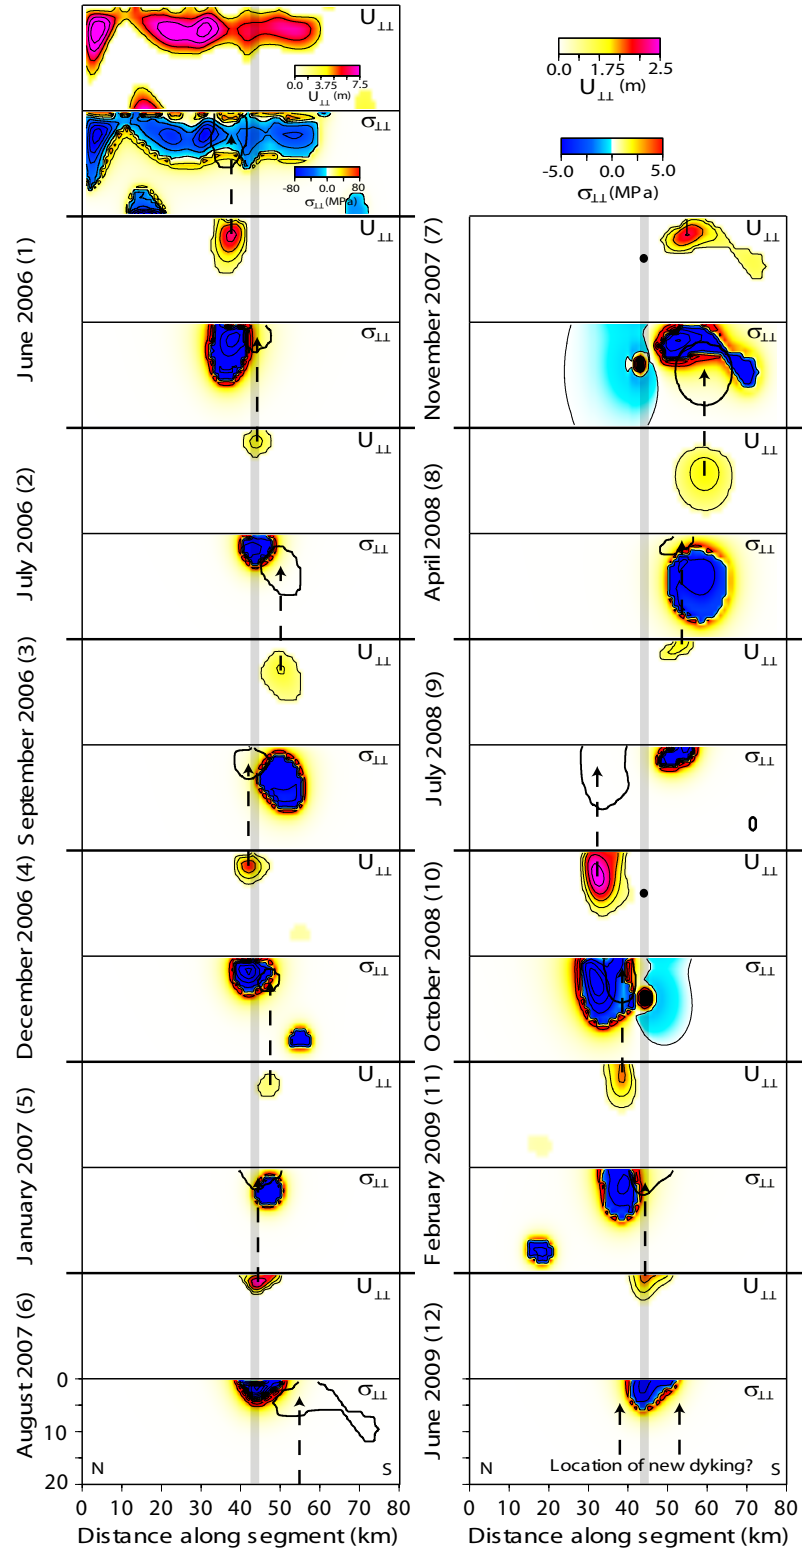 U⊥⊥
0.0 3.75 7.5
U⊥⊥ (m)
σ⊥⊥
-80 0.0 80
σ⊥⊥ (MPa)
0.0 1.75 2.5
U⊥⊥ (m)
-5.0 0.0 5.0
σ⊥⊥ (MPa)
June 2006 (1)
U⊥⊥
σ⊥⊥
July 2006 (2)
U⊥⊥
σ⊥⊥
September 2006 (3)
U⊥⊥
σ⊥⊥
December 2006 (4)
U⊥⊥
σ⊥⊥
January 2007 (5)
U⊥⊥
σ⊥⊥
August 2007 (6)
U⊥⊥
σ⊥⊥
0
10
20
N S
0 10 20 30 40 50 60 70 80
Distance along segment (km)
November 2007 (7)
U⊥⊥
σ⊥⊥
April 2008 (8)
U⊥⊥
σ⊥⊥
July 2008 (9)
U⊥⊥
σ⊥⊥
October 2008 (10)
U⊥⊥
σ⊥⊥
February 2009 (11)
U⊥⊥
σ⊥⊥
June 2009 (12)
U⊥⊥
σ⊥⊥
N Location of new dyking? S
0 10 20 30 40 50 60 70 80
Distance along segment (km)